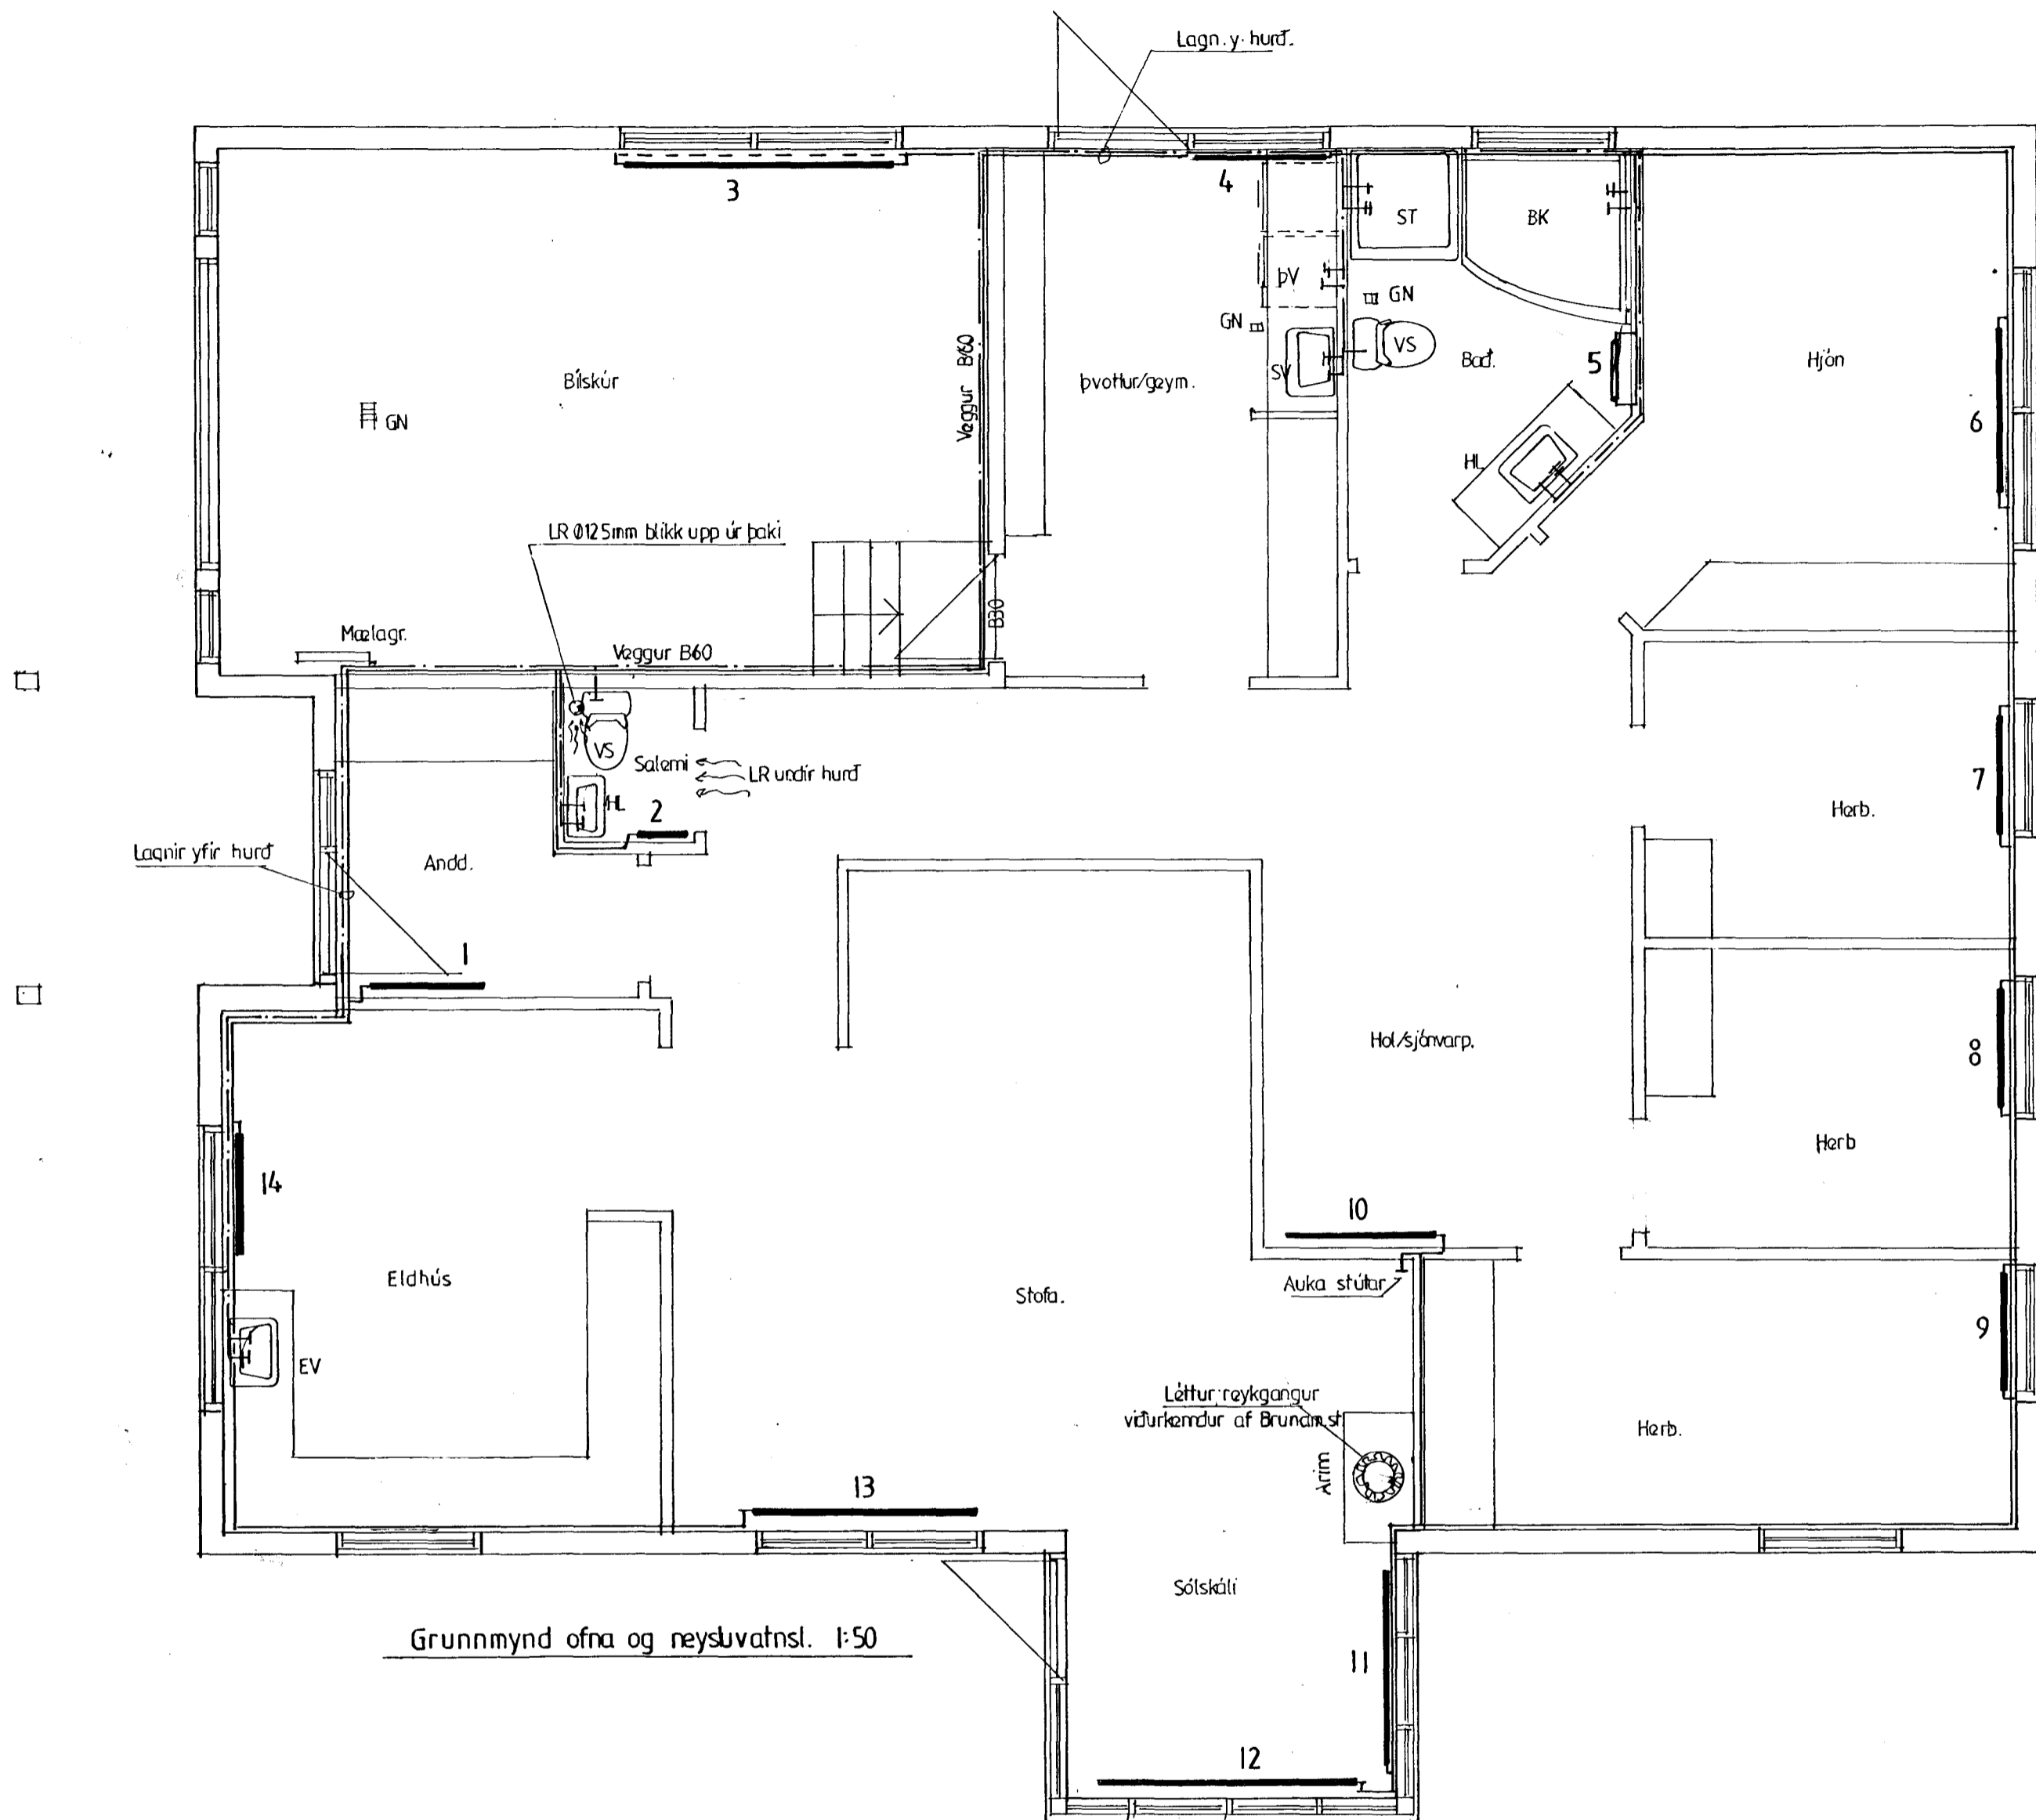 Lagn. y. hurð.
3
4
ST
BK
ÞV
GN
GN
SV
VS
Bað.
5
Hjón
6
Bílskúr
GN
Veggur B60
Þvottur/geym.
HL
LR Ø125mm blikk upp úr þaki
B30
Mælagr.
Veggur B60
VS
Salerni
LR undir hurð
HL
2
7
Herb.
Lagnir yfir hurð
Andd.
1
Hol/sjónvarp.
8
Herb
14
10
Eldhús
Stofa.
Auka stútar
9
EV
Léttur reykgangur
viðurkendur af Brunam.st
Arinn
Herb.
13
Sólskáli
Grunnmynd ofna og neysluvatnsl. 1:50
11
12